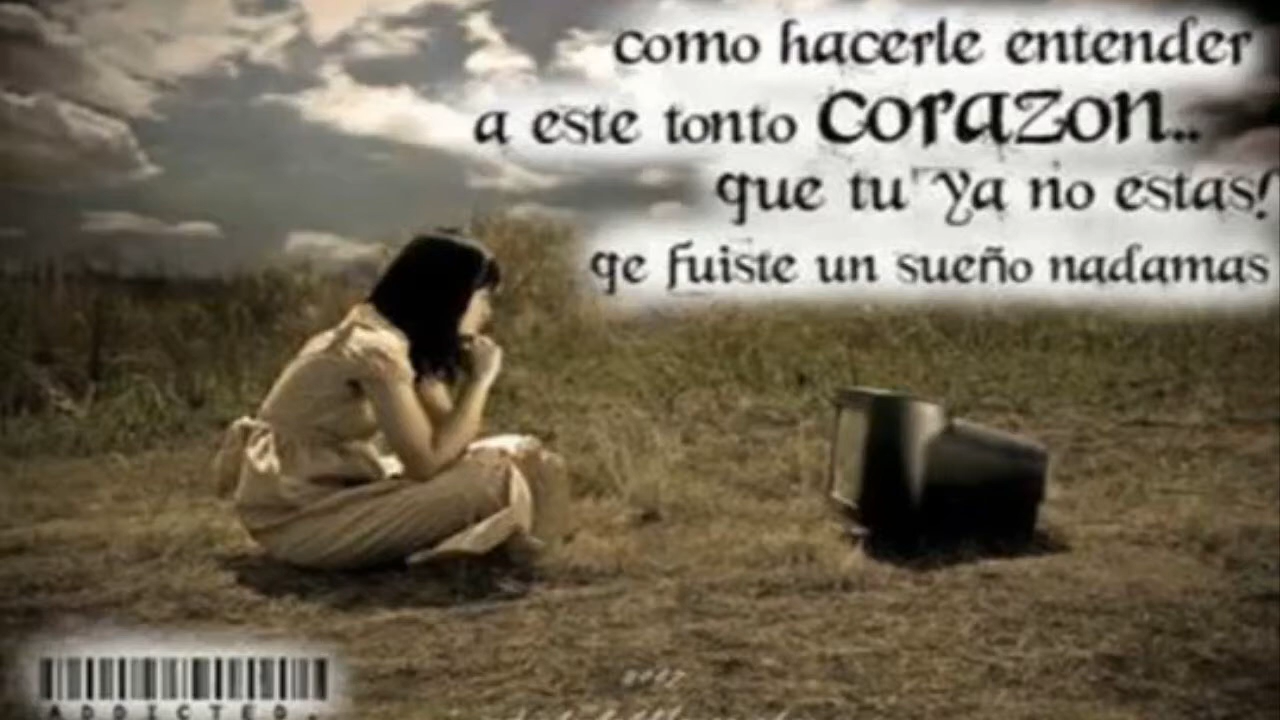 como hacerle entender
a este tonto corazon..
que tu ya no estas!
qe fuiste un sueño nadamas
ADDICTED.